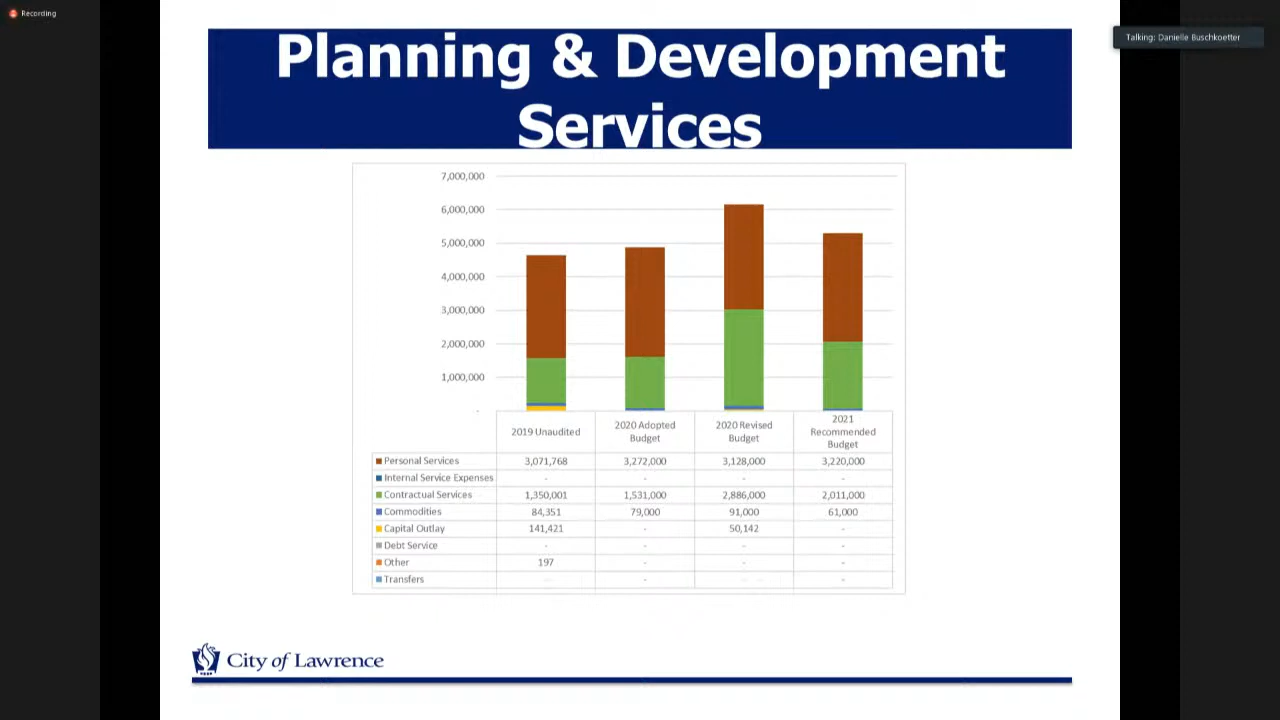 Recording
Talking: Danielle Buschkoetter
Planning & Development
Services
7,000,000
6,000,000
5,000,000
4,000,000
3,000,000
2,000,000
1,000,000
-
2019 Unaudited
2020 Adopted
Budget
2020 Revised
Budget
2021
Recommended
Budget
Personal Services 3,071,768 3,272,000 3,128,000 3,220,000
Internal Service Expenses - - - -
Contractual Services 1,350,001 1,531,000 2,886,000 2,011,000
Commodities 84,351 79,000 91,000 61,000
Capital Outlay 141,421 - 50,142 -
Debt Service - - - -
Other 197 - - -
Transfers - - - -
City of Lawrence